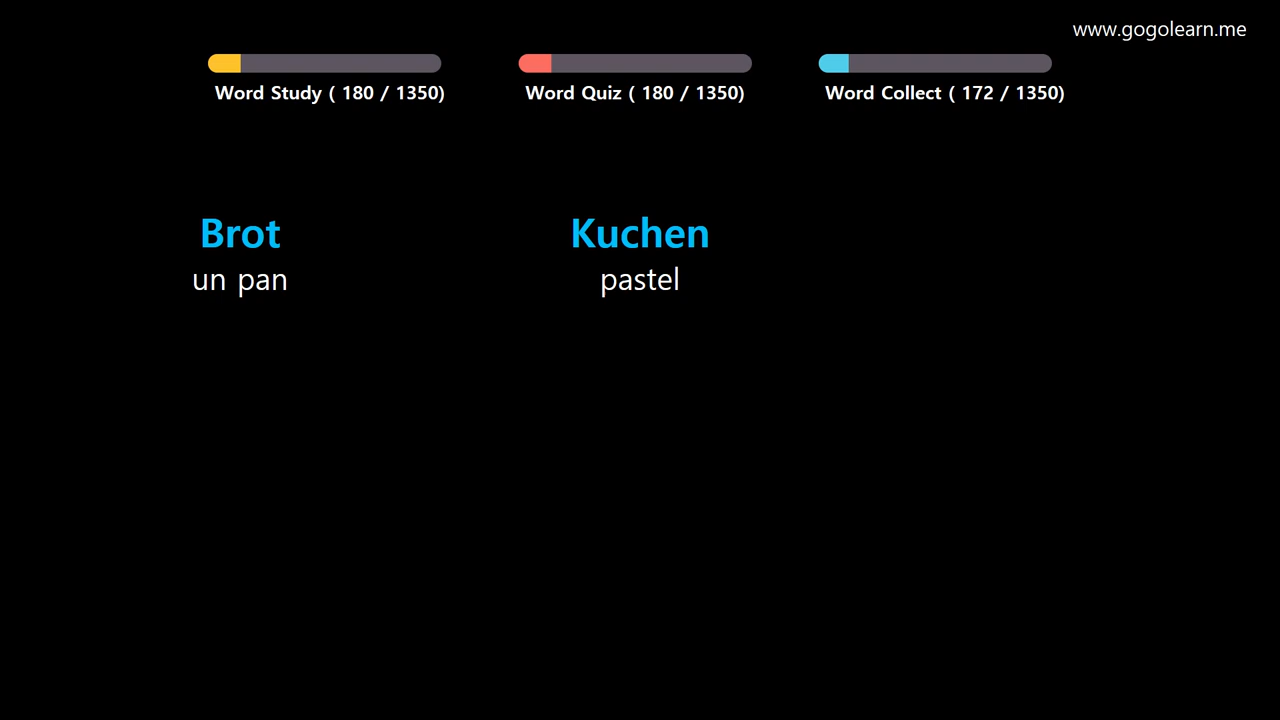 www.gogolearn.me
Word Study ( 180 / 1350)
Word Quiz ( 180 / 1350)
Word Collect ( 172 / 1350)
Brot
un pan
Kuchen
pastel